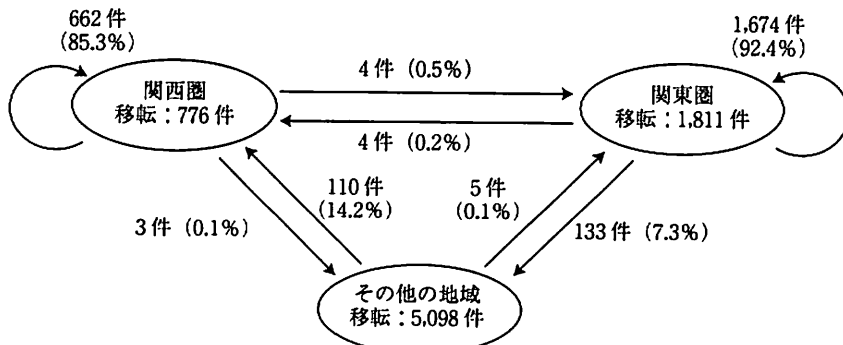 662 件
(85.3%)
1,674 件
(92.4%)
4 件 (0.5%)
関西圏
移転：776 件
関東圏
移転：1,811 件
4 件 (0.2%)
110 件
(14.2%)
5 件
(0.1%)
3 件 (0.1%)
133 件 (7.3%)
その他の地域
移転：5,098 件